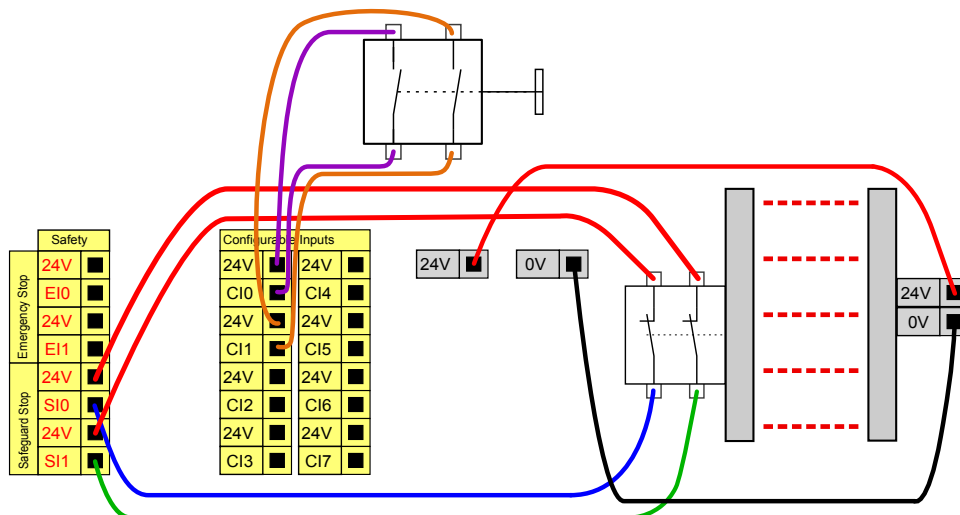 Safety
Emergency Stop
24V
EI0
24V
EI1
Safeguard Stop
24V
SI0
24V
SI1
Configurable Inputs
24V 24V
CI0 CI4
24V 24V
CI1 CI5
24V 24V
CI2 CI6
24V 24V
CI3 CI7
24V
0V
24V
0V